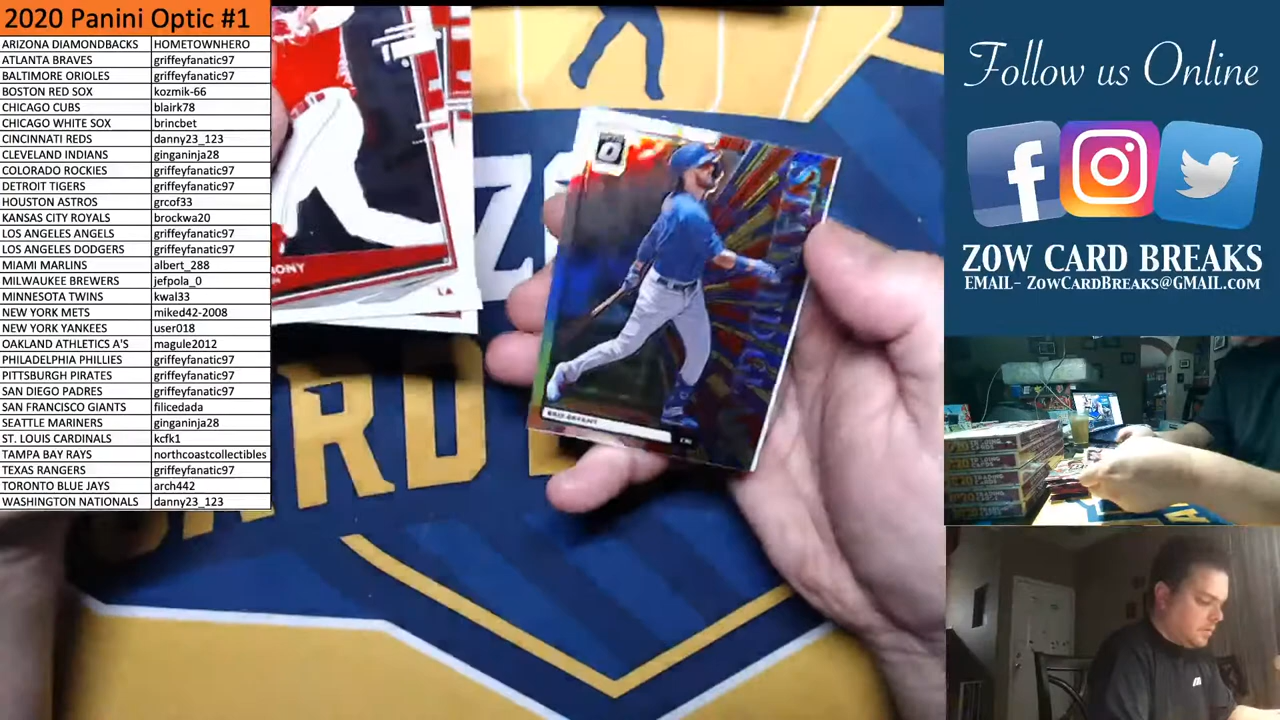 2020 Panini Optic #1
ARIZONA DIAMONDBACKS HOMETOWNHERO
ATLANTA BRAVES griffeyfanatic97
BALTIMORE ORIOLES griffeyfanatic97
BOSTON RED SOX kozmik-66
CHICAGO CUBS blairk78
CHICAGO WHITE SOX brincbet
CINCINNATI REDS danny23_123
CLEVELAND INDIANS ginganinja28
COLORADO ROCKIES griffeyfanatic97
DETROIT TIGERS griffeyfanatic97
HOUSTON ASTROS grcof33
KANSAS CITY ROYALS brockwa20
LOS ANGELES ANGELS griffeyfanatic97
LOS ANGELES DODGERS griffeyfanatic97
MIAMI MARLINS albert_288
MILWAUKEE BREWERS jefpola_0
MINNESOTA TWINS kwal33
NEW YORK METS miked42-2008
NEW YORK YANKEES user018
OAKLAND ATHLETICS A'S magule2012
PHILADELPHIA PHILLIES griffeyfanatic97
PITTSBURGH PIRATES griffeyfanatic97
SAN DIEGO PADRES griffeyfanatic97
SAN FRANCISCO GIANTS filicedada
SEATTLE MARINERS ginganinja28
ST. LOUIS CARDINALS kcfk1
TAMPA BAY RAYS northcoastcollectibles
TEXAS RANGERS griffeyfanatic97
TORONTO BLUE JAYS arch442
WASHINGTON NATIONALS danny23_123
LA
KRIS BRYANT
ARD
Follow us Online
ZOW CARD BREAKS
EMAIL- ZowCardBreaks@GMAIL.com